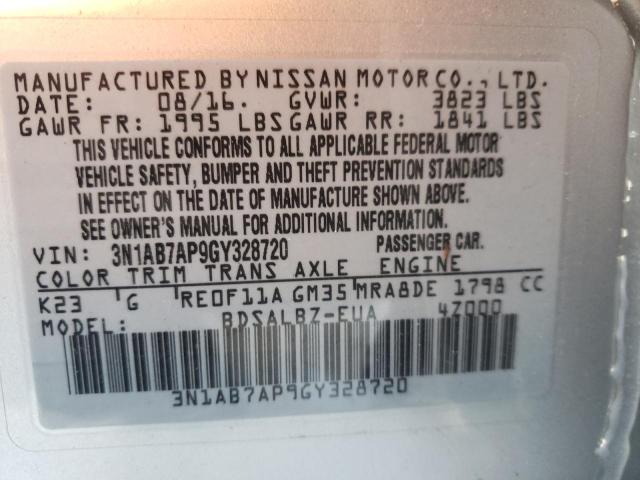 MANUFACTURED BY NISSAN MOTOR CO., LTD.
DATE: 08/16. GVWR: 3823 LBS
GAWR FR: 1995 LBS GAWR RR: 1841 LBS
THIS VEHICLE CONFORMS TO ALL APPLICABLE FEDERAL MOTOR
VEHICLE SAFETY, BUMPER AND THEFT PREVENTION STANDARDS
IN EFFECT ON THE DATE OF MANUFACTURE SHOWN ABOVE.
SEE OWNER'S MANUAL FOR ADDITIONAL INFORMATION.
VIN: 3N1AB7AP9GY328720 PASSENGER CAR.
COLOR TRIM TRANS AXLE ENGINE
K23 G RE0F11A GM35 MRA8DE 1798 CC
MODEL: BDSALBZ-EUA 4Z000
3N1AB7AP9GY328720